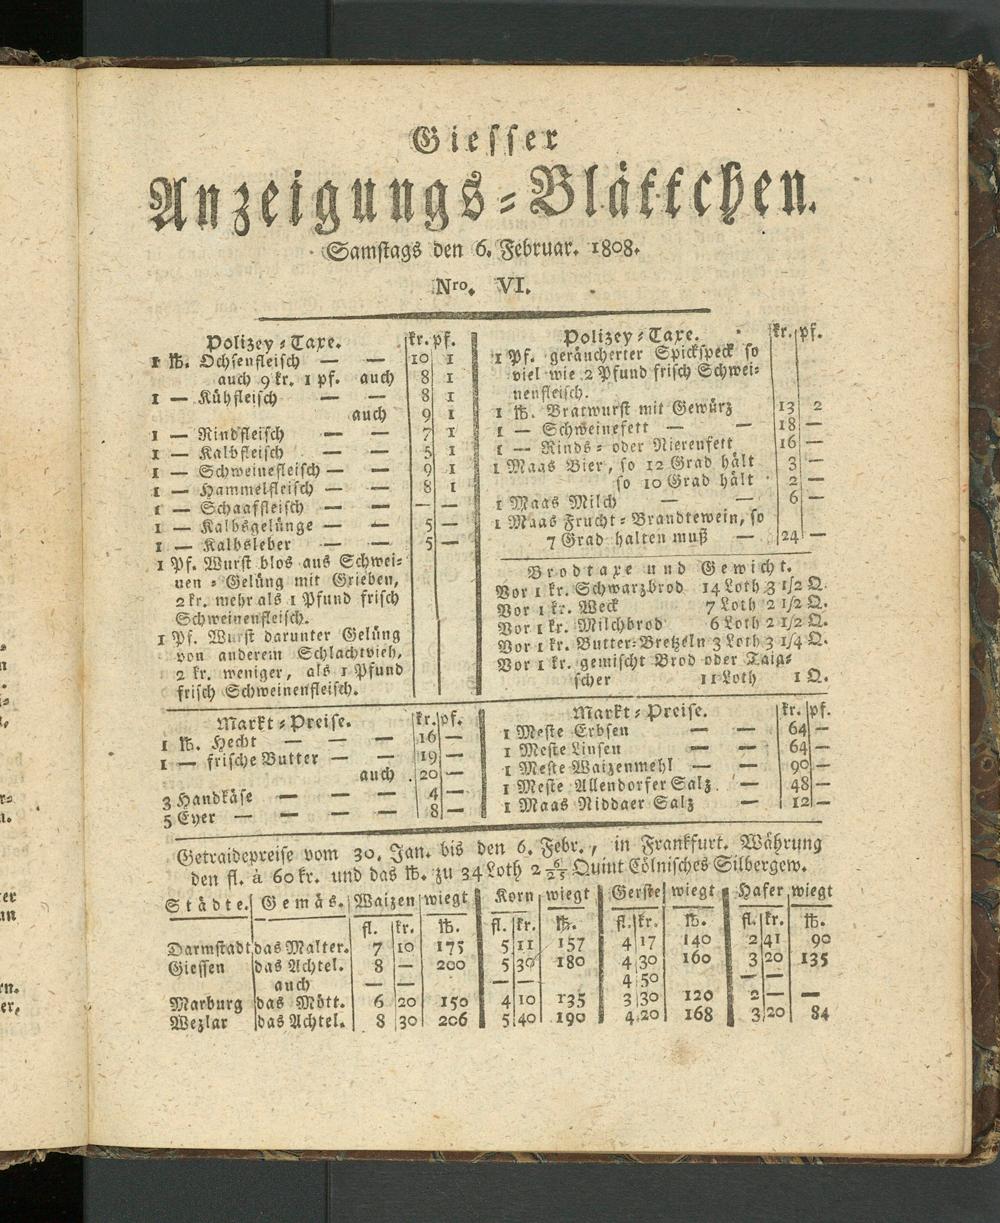 Giesser
Anzeigungs-Blättchen.
Samstags den 6. Februar. 1808.
Nro. VI.
Polizey-Taxe. kr. pf.
1 ℔. Ochsenfleisch — — 10 1
auch 9 kr. 1 pf. auch 8 1
1 — Kühfleisch — — 8 1
auch 9 1
1 — Rindfleisch — — 7 1
1 — Kalbfleisch — — 5 1
1 — Schweinefleisch — — 9 1
1 — Hammelfleisch — — 8 1
1 — Schaaffleisch — — — —
1 — Kalbsgelünge — — 5 —
1 — Kalbsleber — — 5 —
1 Pf. Wurst blos aus Schwei-
nen-Gelüng mit Grieben,
2 kr. mehr als 1 Pfund frisch
Schweinenfleisch.
1 Pf. Wurst darunter Gelüng
von anderem Schlachtvieh,
2 kr. weniger, als 1 Pfund
frisch Schweinenfleisch.
Polizey-Taxe. kr. pf.
1 Pf. geräucherter Spickspeck so
viel wie 2 Pfund frisch Schwei-
nenfleisch.
1 ℔. Bratwurst mit Gewürz 13 2
1 — Schweinefett — — 18 —
1 — Rinds- oder Nierenfett 16 —
1 Maas Bier, so 12 Grad hält 3 —
so 10 Grad hält 2 —
1 Maas Milch — — 6 —
1 Maas Frucht-Brandtewein, so
7 Grad halten muß — 24 —
Brodtaxe und Gewicht.
Vor 1 kr. Schwarzbrod 14 Loth 3 1/2 Q.
Vor 1 kr. Weck 7 Loth 2 1/2 Q.
Vor 1 kr. Milchbrod 6 Loth 2 1/2 Q.
Vor 1 kr. Butter-Bretzeln 3 Loth 3 1/4 Q.
Vor 1 kr. gemischt Brod oder Taig-
scher 11 Loth 1 Q.
Markt-Preise. kr. pf.
1 ℔. Hecht — — — 16 —
1 — frische Butter — — 19 —
auch 20 —
3 Handkäse — — — 4 —
5 Eyer — — — — 8 —
Markt-Preise. kr. pf.
1 Meste Erbsen — — 64 —
1 Meste Linsen — — 64 —
1 Meste Waizenmehl — — 90 —
1 Meste Allendorfer Salz — 48 —
1 Maas Niddaer Salz — 12 —
Getraidepreise vom 30. Jan. bis den 6. Febr., in Frankfurt. Währung
den fl. à 60 kr. und das ℔. zu 34 Loth 2 6/25 Quint Cölnisches Silbergew.
Städte. Gemäs. Waizen wiegt Korn wiegt Gerste wiegt Hafer wiegt
fl. kr. ℔. fl. kr. ℔. fl. kr. ℔. fl. kr. ℔.
Darmstadt das Malter. 7 10 175 5 11 157 4 17 140 2 41 90
Giessen das Achtel. 8 — 200 5 30 180 4 30 160 3 20 135
auch — — — — 4 50 — —
Marburg das Mött. 6 20 150 4 10 135 3 30 120 2 — —
Wezlar das Achtel. 8 30 206 5 40 190 4 20 168 3 20 84